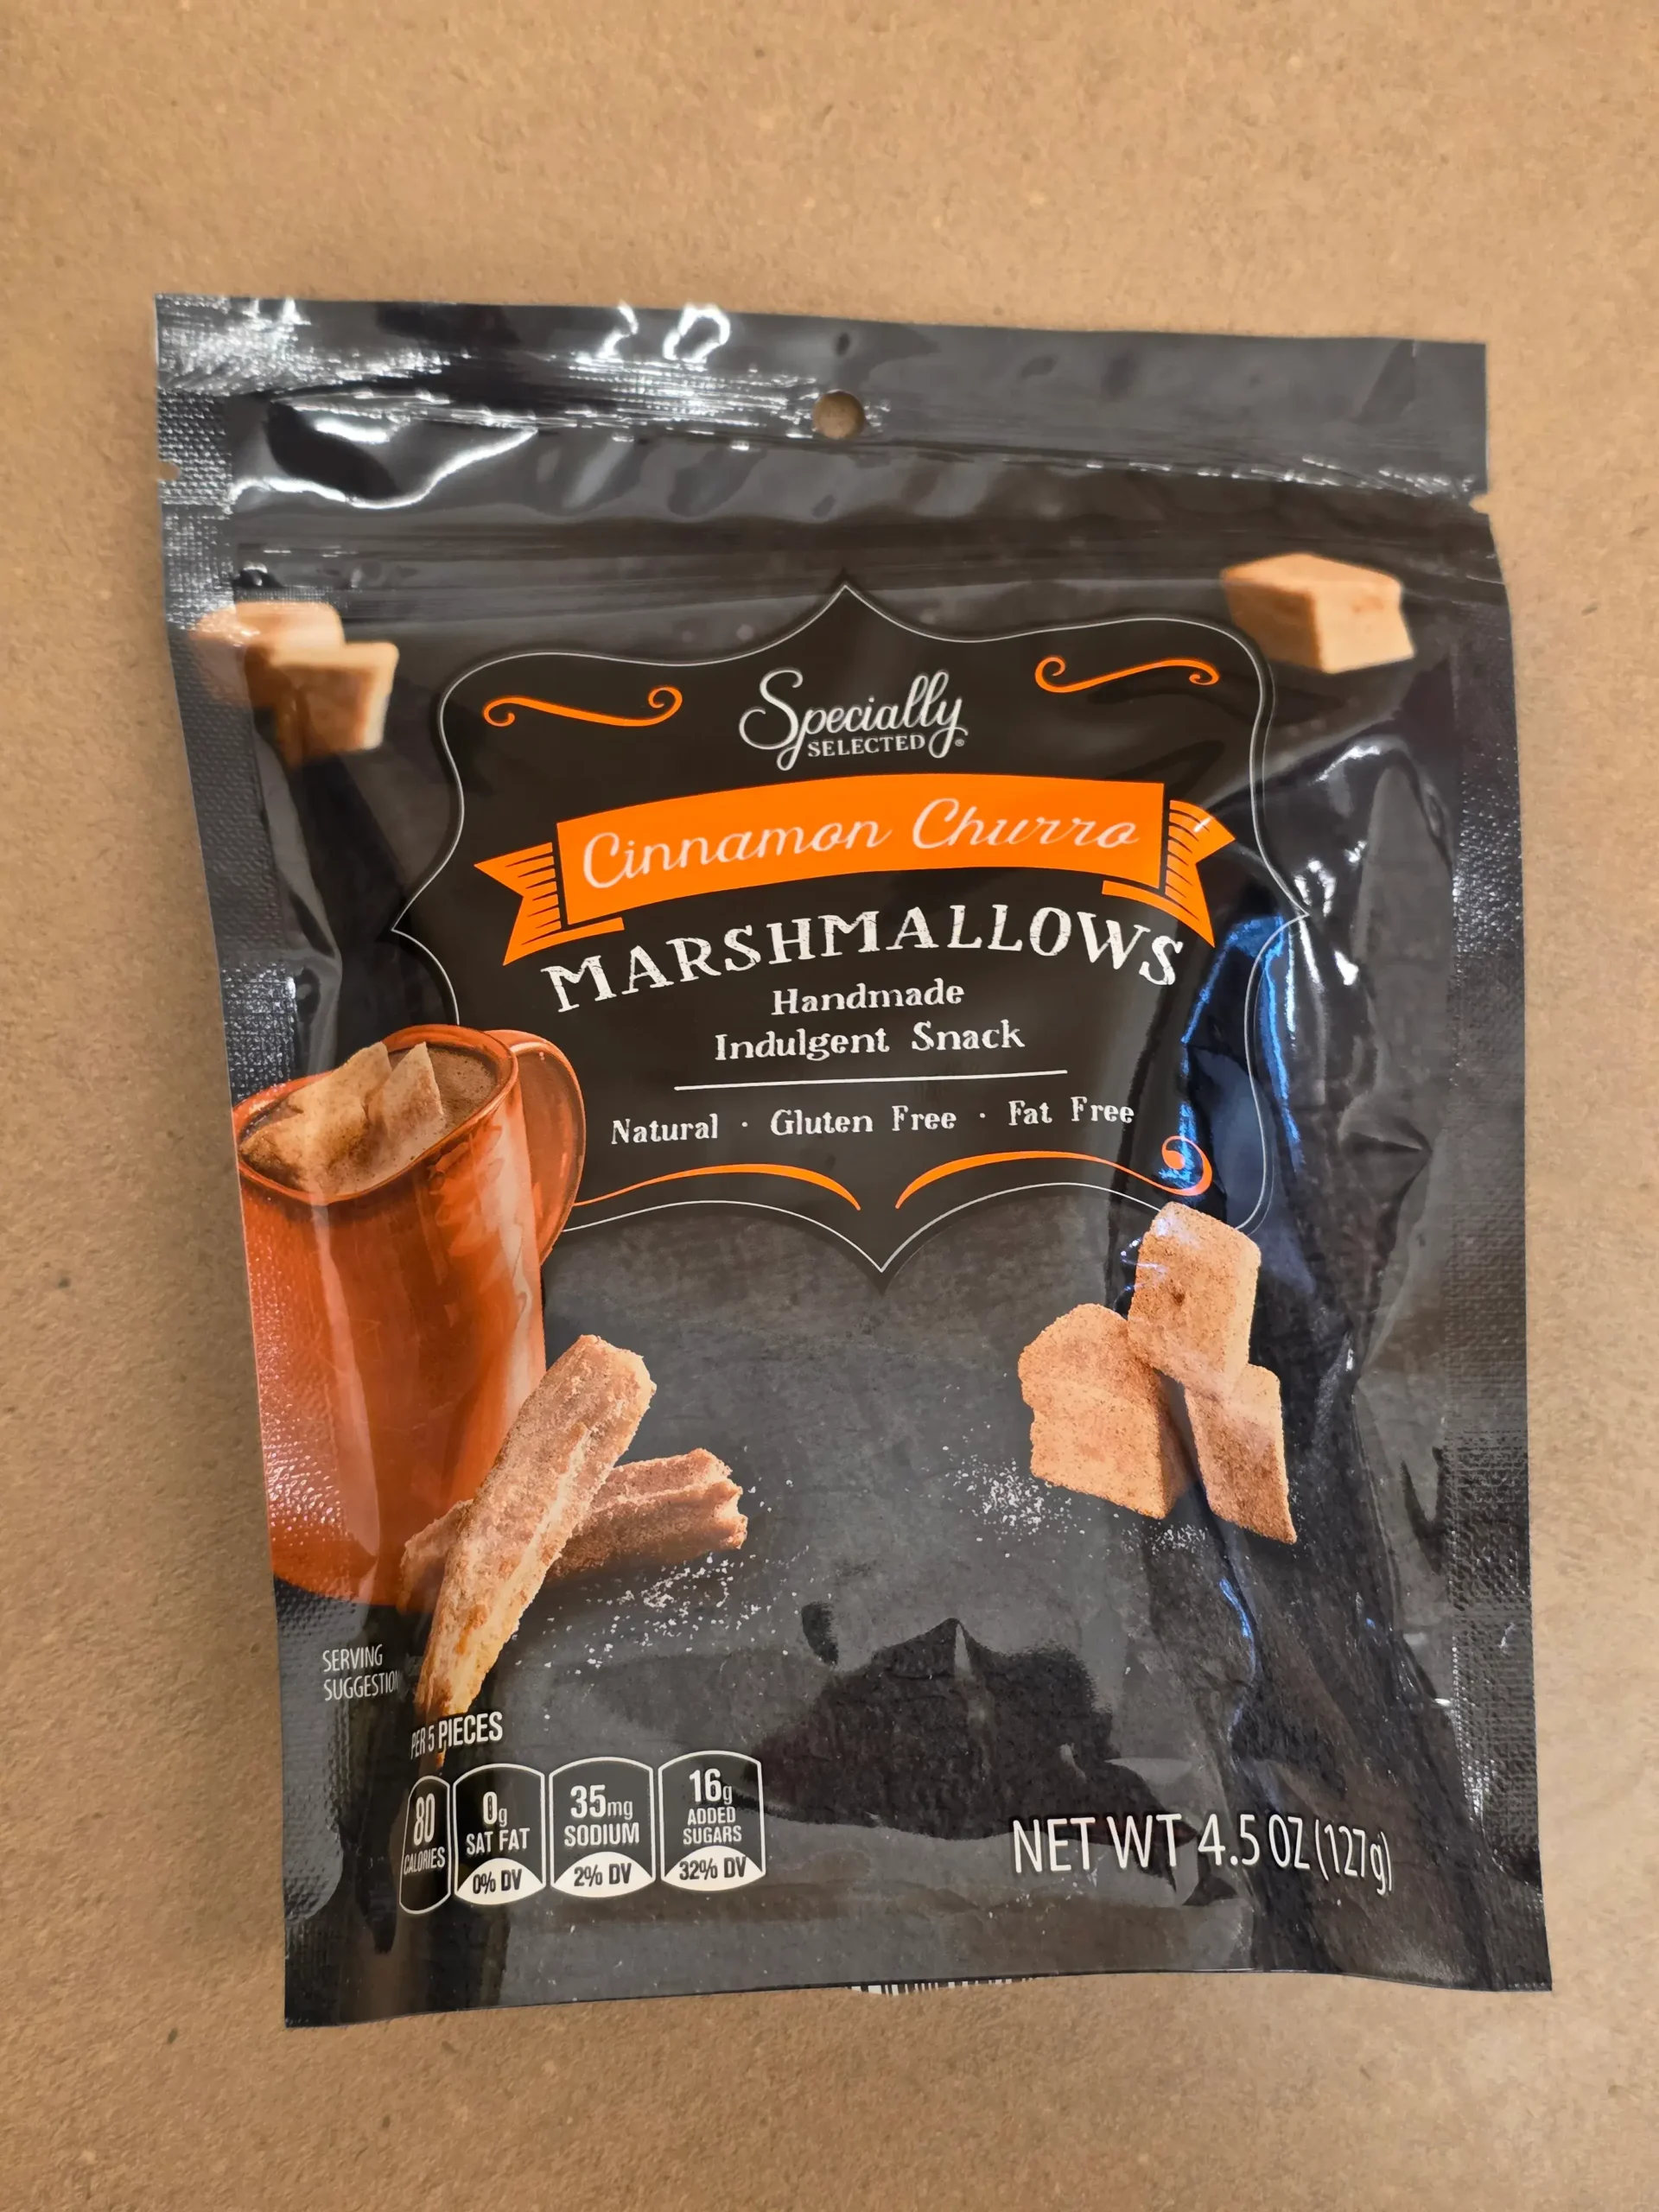 Specially
SELECTED®
Cinnamon Churro
MARSHMALLOWS
Handmade
Indulgent Snack
Natural · Gluten Free · Fat Free
SERVING
SUGGESTION
PER 5 PIECES
80
CALORIES
0g
SAT FAT
0% DV
35mg
SODIUM
2% DV
16g
ADDED
SUGARS
32% DV
NET WT 4.5 OZ (127g)